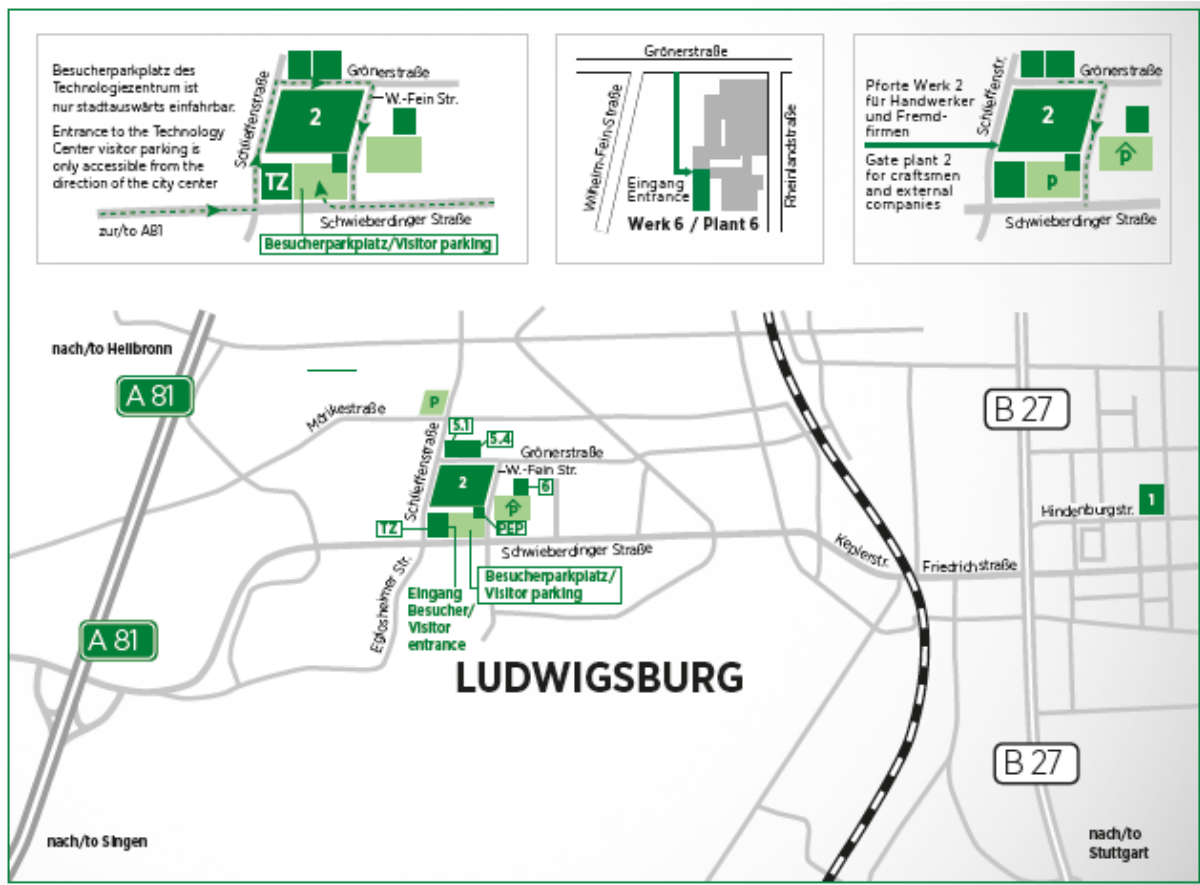 Besucherparkplatz des
Technologiezentrum ist
nur stadtauswärts einfahrbar.
Entrance to the Technology
Center visitor parking is
only accessible from the
direction of the city center
Schlieffenstraße
Grönerstraße
W.-Fein Str.
2
TZ
Schwieberdinger Straße
zur/to A81
Besucherparkplatz/Visitor parking
Grönerstraße
Wilhelm-Fein-Straße
Rheinlandstraße
Eingang
Entrance
Werk 6 / Plant 6
Pforte Werk 2
für Handwerker
und Fremd-
firmen
Gate plant 2
for craftsmen
and external
companies
Schlieffenstr.
Grönerstraße
2
P
P
Schwieberdinger Straße
nach/to Heilbronn
A 81
Mörikestraße
P
5.1
5.4
Schlieffenstraße
Grönerstraße
W.-Fein Str.
2
6
P
TZ
PEP
Schwieberdinger Straße
B 27
Hindenburgstr.
1
Keplerstr.
Friedrichstraße
Besucherparkplatz/
Visitor parking
Eingang
Besucher/
Visitor
entrance
Eglosheimer Str.
A 81
LUDWIGSBURG
B 27
nach/to Singen
nach/to
Stuttgart